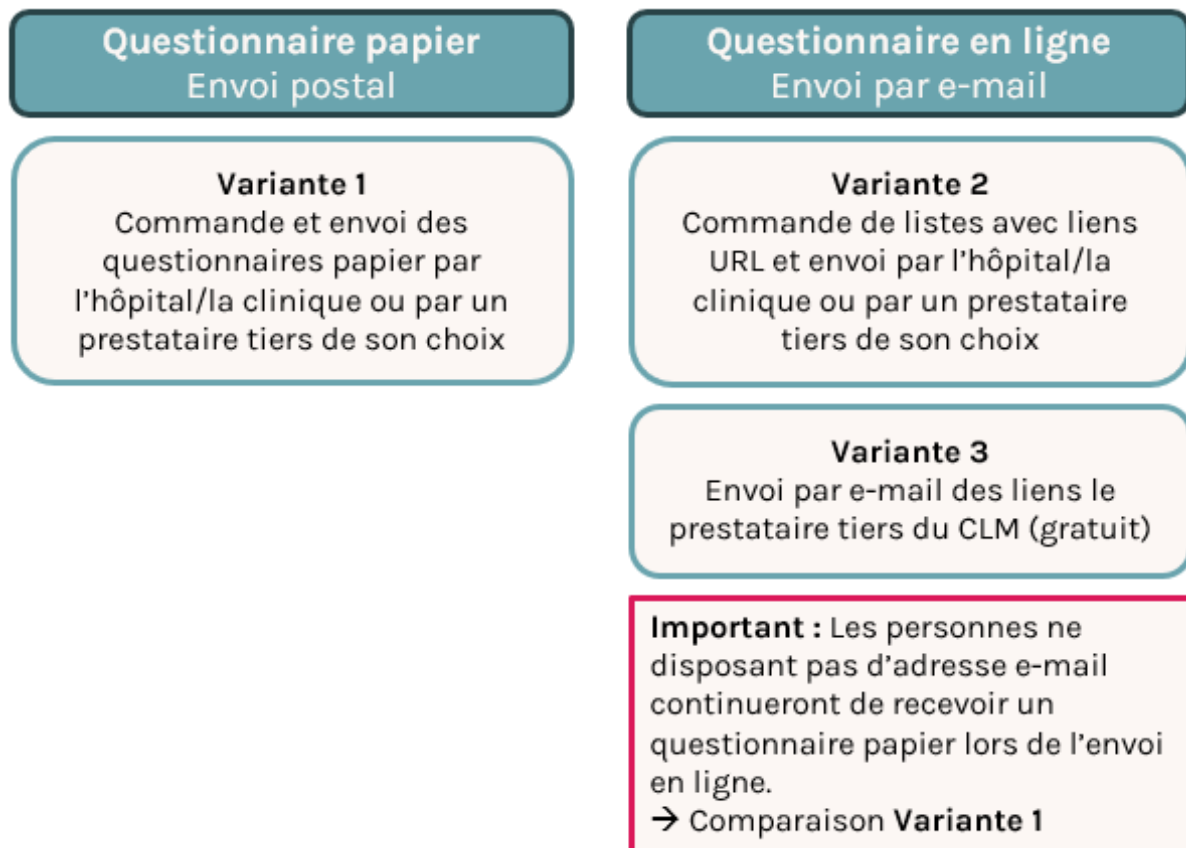 Questionnaire papier
Envoi postal
Variante 1
Commande et envoi des
questionnaires papier par
l'hôpital/la clinique ou par un
prestataire tiers de son choix
Questionnaire en ligne
Envoi par e-mail
Variante 2
Commande de listes avec liens
URL et envoi par l'hôpital/la
clinique ou par un prestataire
tiers de son choix
Variante 3
Envoi par e-mail des liens le
prestataire tiers du CLM (gratuit)
Important : Les personnes ne
disposant pas d'adresse e-mail
continueront de recevoir un
questionnaire papier lors de l'envoi
en ligne.
→ Comparaison Variante 1